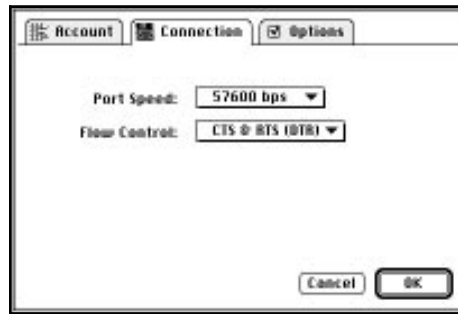 Account Connection Options
Port Speed: 57600 bps
Flow Control: CTS & RTS (DTR)
Cancel OK